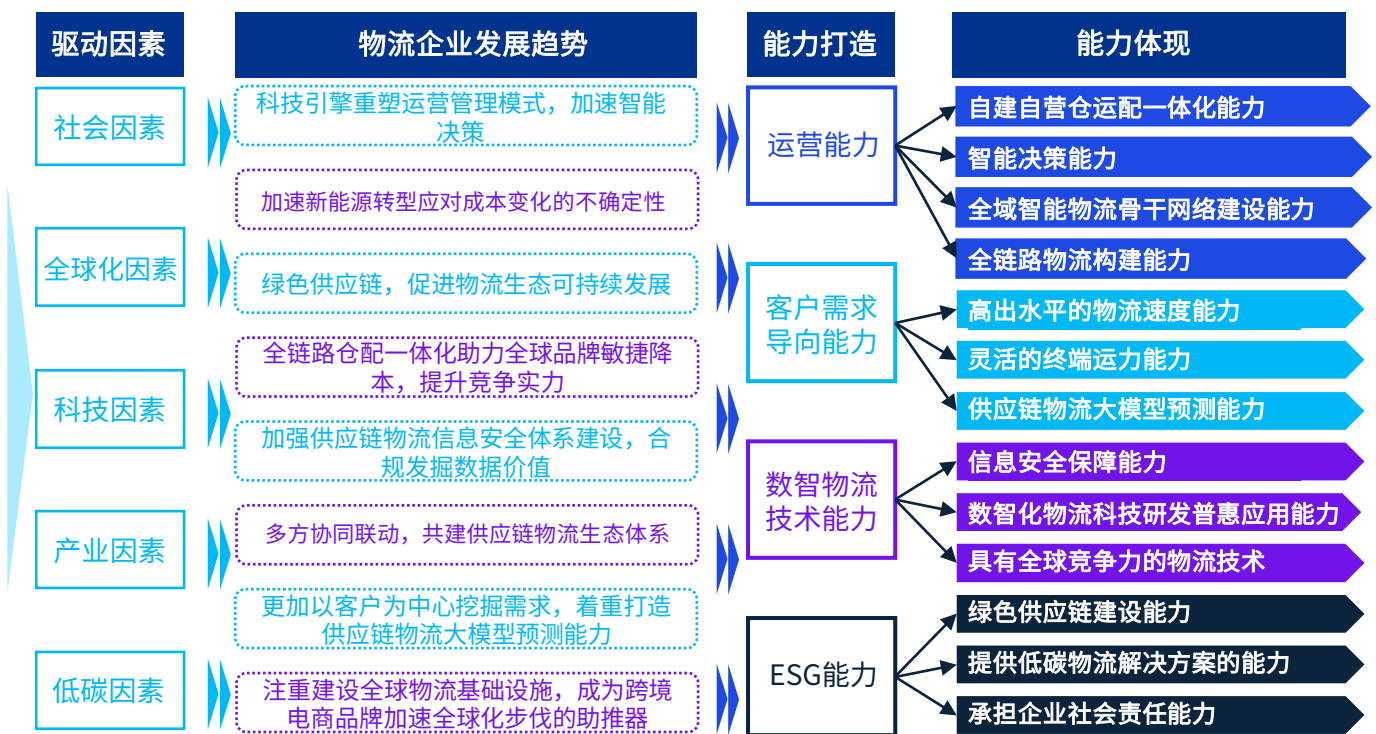 驱动因素
物流企业发展趋势
能力打造
能力体现
社会因素
全球化因素
科技因素
产业因素
低碳因素
科技引擎重塑运营管理模式，加速智能
决策
加速新能源转型应对成本变化的不确定性
绿色供应链，促进物流生态可持续发展
全链路仓配一体化助力全球品牌敏捷降
本，提升竞争实力
加强供应链物流信息安全体系建设，合
规发掘数据价值
多方协同联动，共建供应链物流生态体系
更加以客户为中心挖掘需求，着重打造
供应链物流大模型预测能力
注重建设全球物流基础设施，成为跨境
电商品牌加速全球化步伐的助推器
运营能力
自建自营仓运配一体化能力
智能决策能力
全域智能物流骨干网络建设能力
全链路物流构建能力
客户需求
导向能力
高出水平的物流速度能力
灵活的终端运力能力
供应链物流大模型预测能力
数智物流
技术能力
信息安全保障能力
数智化物流科技研发普惠应用能力
具有全球竞争力的物流技术
ESG能力
绿色供应链建设能力
提供低碳物流解决方案的能力
承担企业社会责任能力